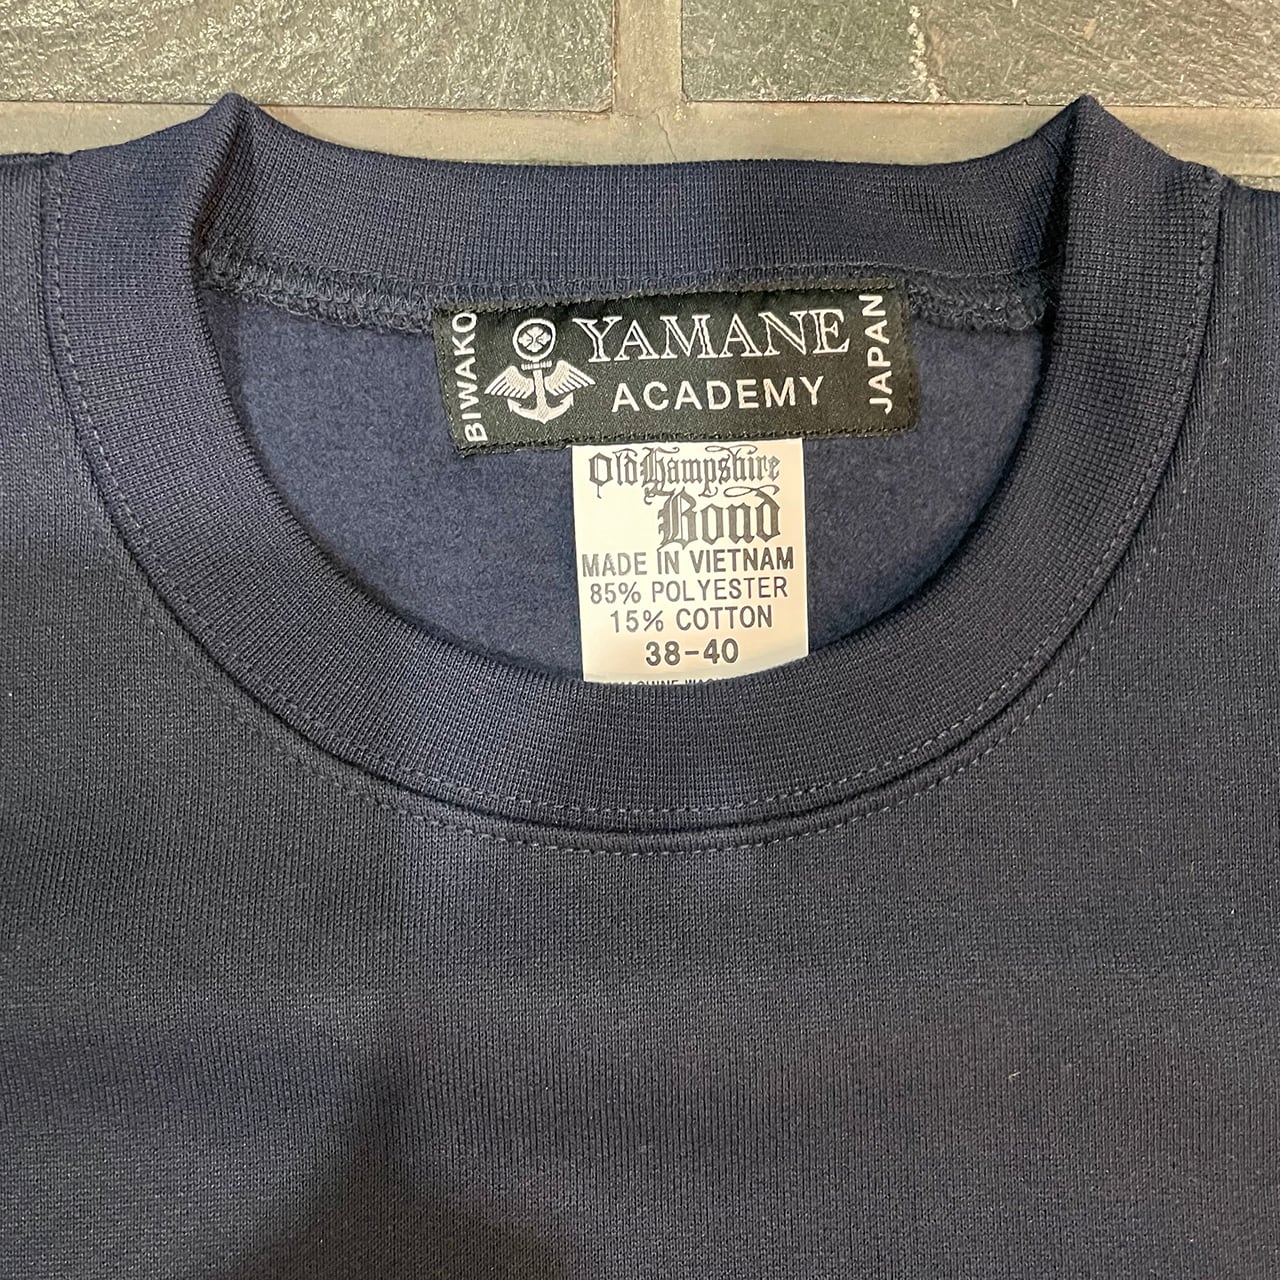 BIWAKO
YAMANE
ACADEMY
JAPAN
Old Hampshire
Bond
MADE IN VIETNAM
85% POLYESTER
15% COTTON
38-40